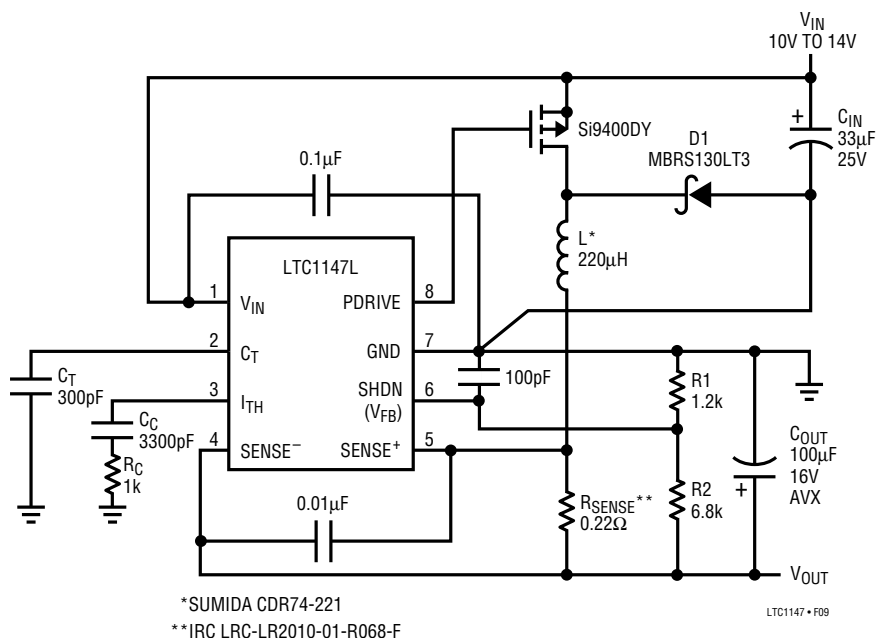 VIN
10V TO 14V
Si9400DY
D1
MBRS130LT3
+
CIN
33μF
25V
0.1μF
L*
220μH
LTC1147L
1
VIN
PDRIVE
8
2
CT
GND
7
3
ITH
SHDN
(VFB)
6
4
SENSE–
SENSE+
5
CT
300pF
CC
3300pF
RC
1k
100pF
R1
1.2k
R2
6.8k
COUT
100μF
16V
AVX
+
0.01μF
RSENSE**
0.22Ω
VOUT
*SUMIDA CDR74-221
**IRC LRC-LR2010-01-R068-F
LTC1147 • F09